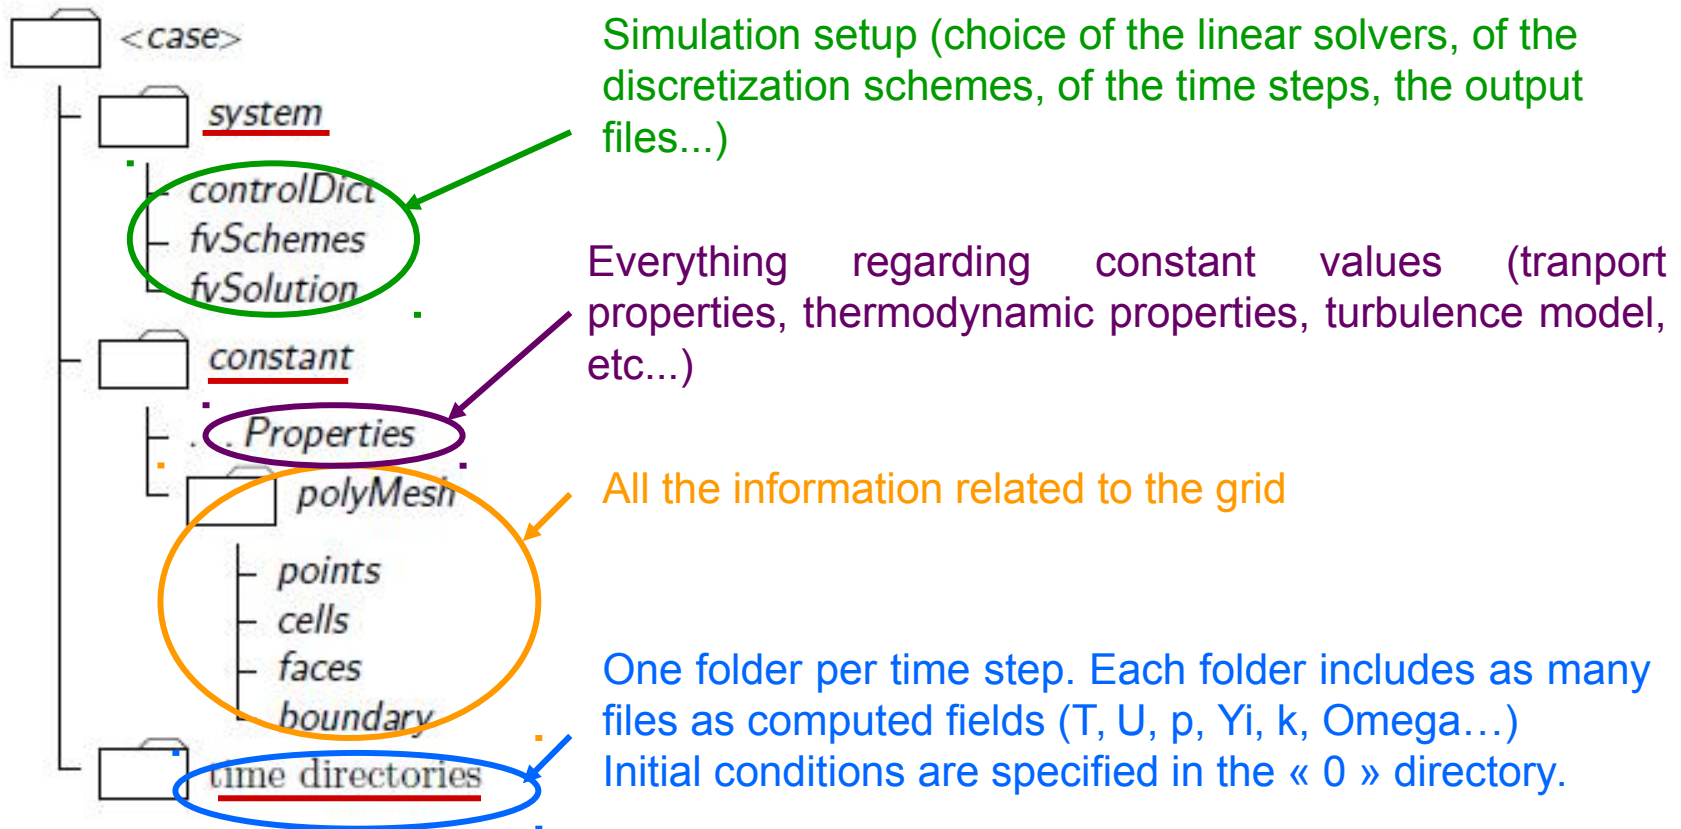 <case>
Simulation setup (choice of the linear solvers, of the
discretization schemes, of the time steps, the output
files...)
system
controlDict
fvSchemes
fvSolution
Everything regarding constant values (tranport
properties, thermodynamic properties, turbulence model,
etc...)
constant
. . . Properties
polyMesh
All the information related to the grid
points
cells
faces
boundary
One folder per time step. Each folder includes as many
files as computed fields (T, U, p, Yi, k, Omega…)
Initial conditions are specified in the « 0 » directory.
time directories